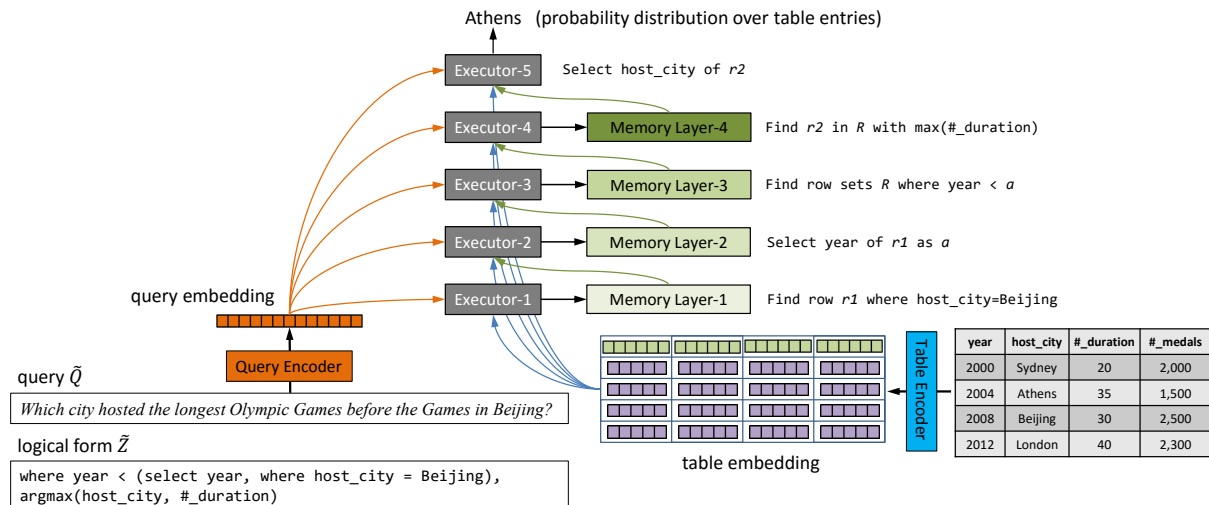 Athens (probability distribution over table entries)
Executor-5
Select host_city of r2
Executor-4
Memory Layer-4
Find r2 in R with max(#_duration)
Executor-3
Memory Layer-3
Find row sets R where year < a
Executor-2
Memory Layer-2
Select year of r1 as a
query embedding
Executor-1
Memory Layer-1
Find row r1 where host_city=Beijing
Query Encoder
query Q̃
Which city hosted the longest Olympic Games before the Games in Beijing?
logical form Z̃
where year < (select year, where host_city = Beijing),
argmax(host_city, #_duration)
table embedding
Table Encoder
year host_city #_duration #_medals
2000 Sydney 20 2,000
2004 Athens 35 1,500
2008 Beijing 30 2,500
2012 London 40 2,300